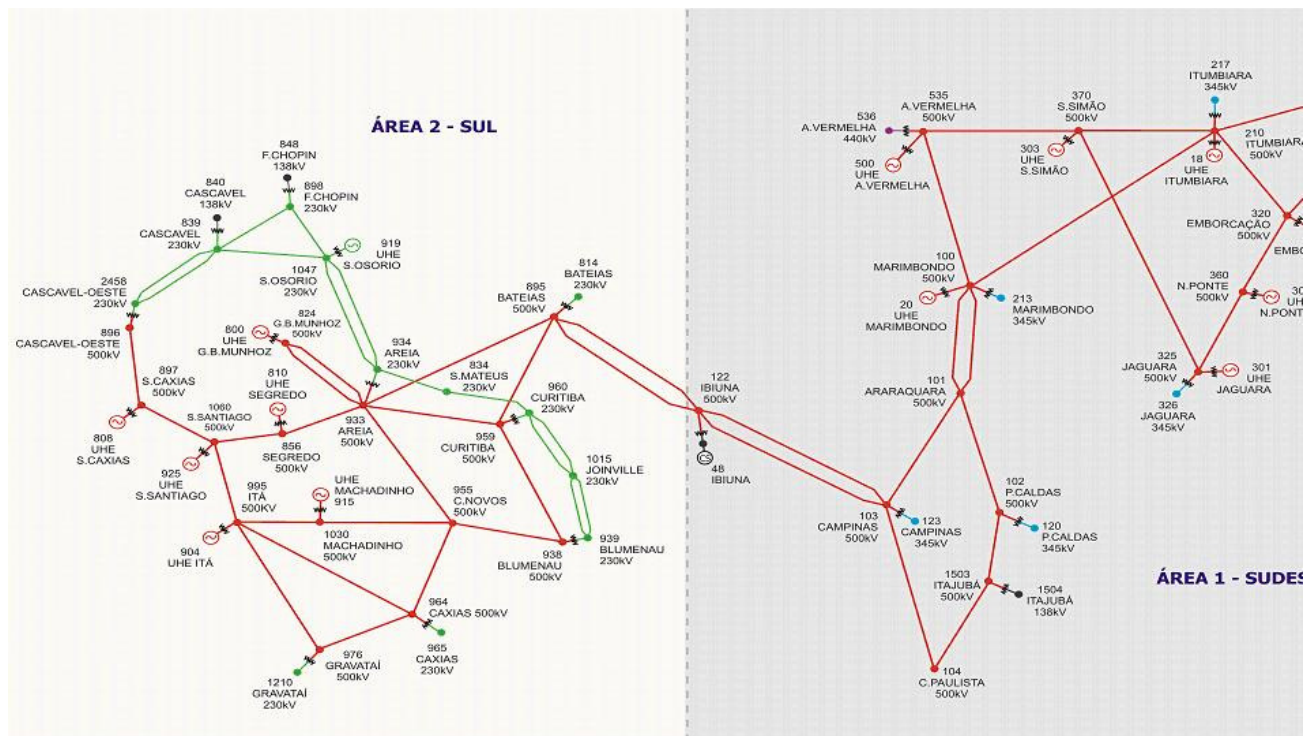 ÁREA 2 - SUL
848
F.CHOPIN
138kV
840
CASCAVEL
138kV
898
F.CHOPIN
230kV
839
CASCAVEL
230kV
919
UHE
S.OSORIO
1047
S.OSORIO
230kV
2458
CASCAVEL-OESTE
230kV
896
CASCAVEL-OESTE
500kV
800
UHE
G.B.MUNHOZ
824
G.B.MUNHOZ
500kV
934
AREIA
230kV
814
BATEIAS
230kV
895
BATEIAS
500kV
897
S.CAXIAS
500kV
810
UHE
SEGREDO
834
S.MATEUS
230kV
960
CURITIBA
230kV
808
UHE
S.CAXIAS
1060
S.SANTIAGO
500kV
933
AREIA
500kV
959
CURITIBA
500kV
856
SEGREDO
500kV
925
UHE
S.SANTIAGO
1015
JOINVILLE
230kV
995
ITÁ
500KV
UHE
MACHADINHO
915
955
C.NOVOS
500kV
904
UHE ITÁ
1030
MACHADINHO
500kV
938
BLUMENAU
500kV
939
BLUMENAU
230kV
964
CAXIAS 500kV
965
CAXIAS
230kV
976
GRAVATAÍ
500kV
1210
GRAVATAÍ
230kV
122
IBIUNA
500kV
CS
48
IBIUNA
217
ITUMBIARA
345kV
535
A.VERMELHA
500kV
370
S.SIMÃO
500kV
536
A.VERMELHA
440kV
500
UHE
A.VERMELHA
303
UHE
S.SIMÃO
18
UHE
ITUMBIARA
210
ITUMBIARA
500kV
320
EMBORCAÇÃO
500kV
EMBO
100
MARIMBONDO
500kV
20
UHE
MARIMBONDO
213
MARIMBONDO
345kV
360
N.PONTE
500kV
30
UH
N.PONT
325
JAGUARA
500kV
301
UHE
JAGUARA
326
JAGUARA
345kV
101
ARARAQUARA
500kV
103
CAMPINAS
500kV
123
CAMPINAS
345kV
102
P.CALDAS
500kV
120
P.CALDAS
345kV
1503
ITAJUBÁ
500kV
1504
ITAJUBÁ
138kV
104
C.PAULISTA
500kV
ÁREA 1 - SUDES